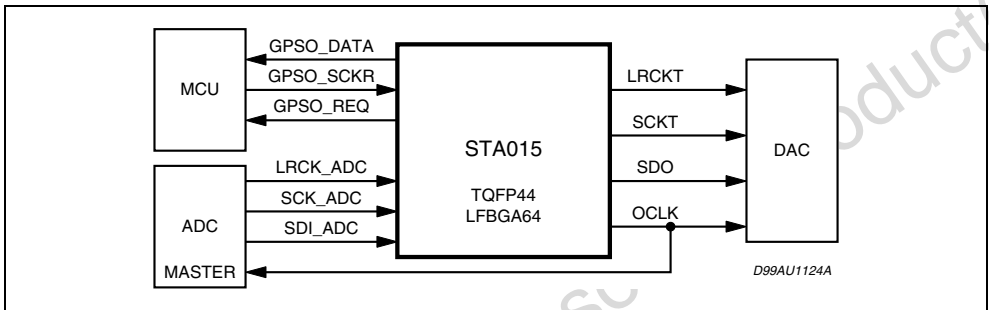 MCU
GPSO_DATA
GPSO_SCKR
GPSO_REQ
ADC
MASTER
LRCK_ADC
SCK_ADC
SDI_ADC
STA015
TQFP44
LFBGA64
LRCKT
SCKT
SDO
OCLK
DAC
D99AU1124A